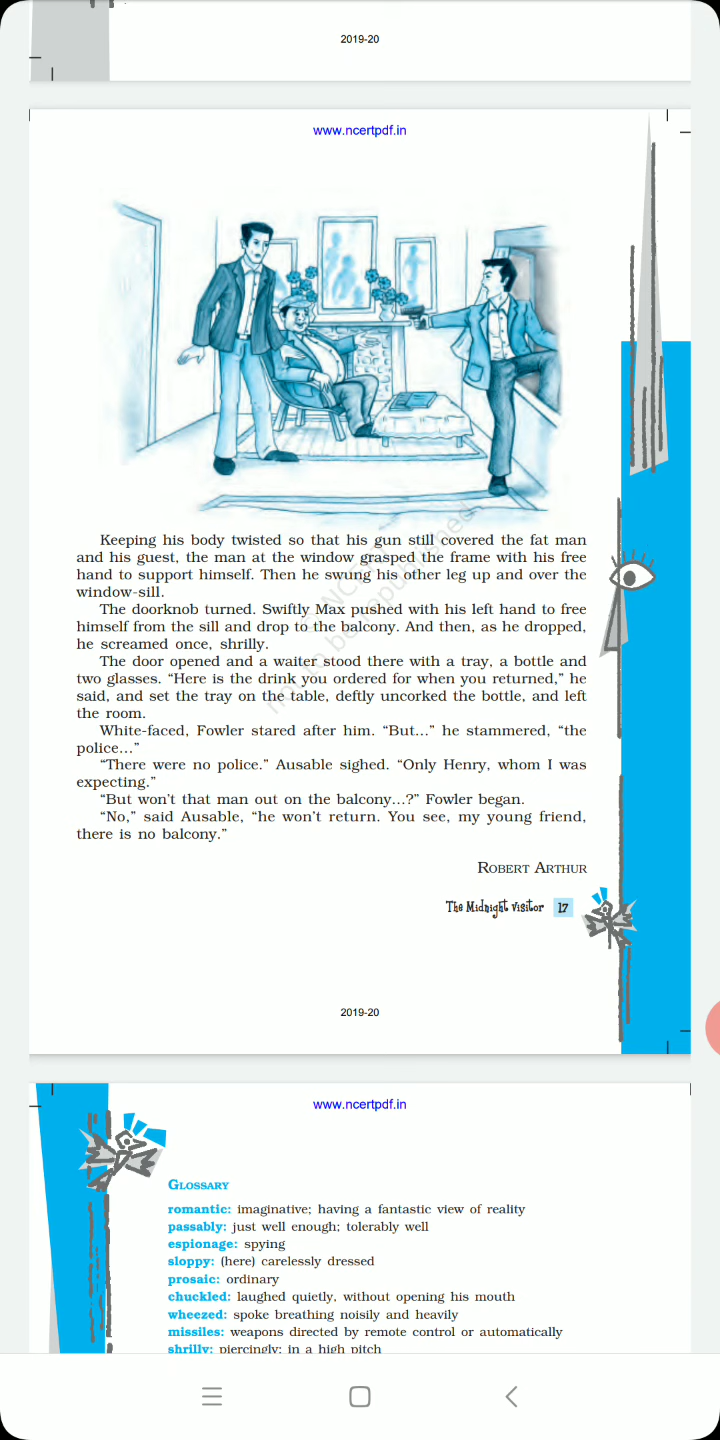 2019-20
www.ncertpdf.in
Keeping his body twisted so that his gun still covered the fat man
and his guest, the man at the window grasped the frame with his free
hand to support himself. Then he swung his other leg up and over the
window-sill.
The doorknob turned. Swiftly Max pushed with his left hand to free
himself from the sill and drop to the balcony. And then, as he dropped,
he screamed once, shrilly.
The door opened and a waiter stood there with a tray, a bottle and
two glasses. “Here is the drink you ordered for when you returned,” he
said, and set the tray on the table, deftly uncorked the bottle, and left
the room.
White-faced, Fowler stared after him. “But...” he stammered, “the
police...”
“There were no police.” Ausable sighed. “Only Henry, whom I was
expecting.”
“But won’t that man out on the balcony...?” Fowler began.
“No,” said Ausable, “he won’t return. You see, my young friend,
there is no balcony.”
ROBERT ARTHUR
The Midnight Visitor 17
not to be republished
2019-20
www.ncertpdf.in
GLOSSARY
romantic: imaginative; having a fantastic view of reality
passably: just well enough; tolerably well
espionage: spying
sloppy: (here) carelessly dressed
prosaic: ordinary
chuckled: laughed quietly, without opening his mouth
wheezed: spoke breathing noisily and heavily
missiles: weapons directed by remote control or automatically
shrilly: piercingly; in a high pitch